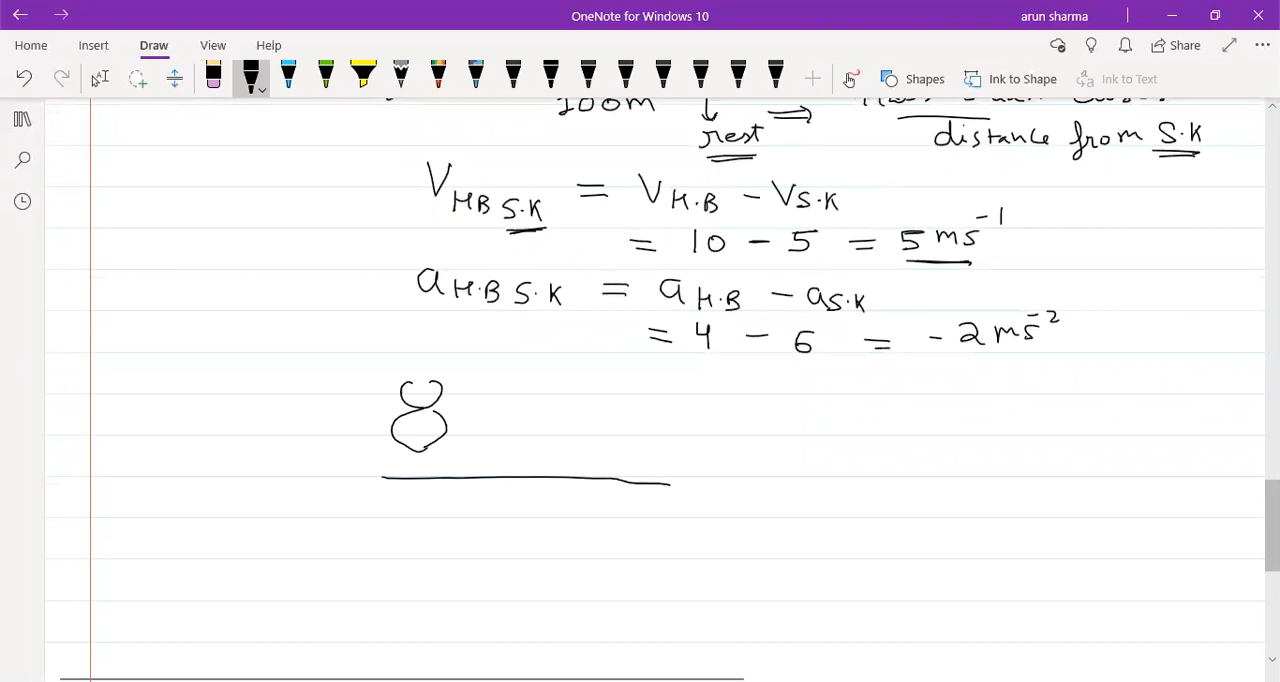 OneNote for Windows 10
arun sharma
Home Insert Draw View Help
Share
Shapes Ink to Shape Ink to Text
100m ↓ ⇒
rest
distance from S.K
V H.B S.K = V H.B - V S.K
= 10 - 5 = 5 ms⁻¹
a H.B S.K = a H.B - a S.K
= 4 - 6 = -2 ms⁻²